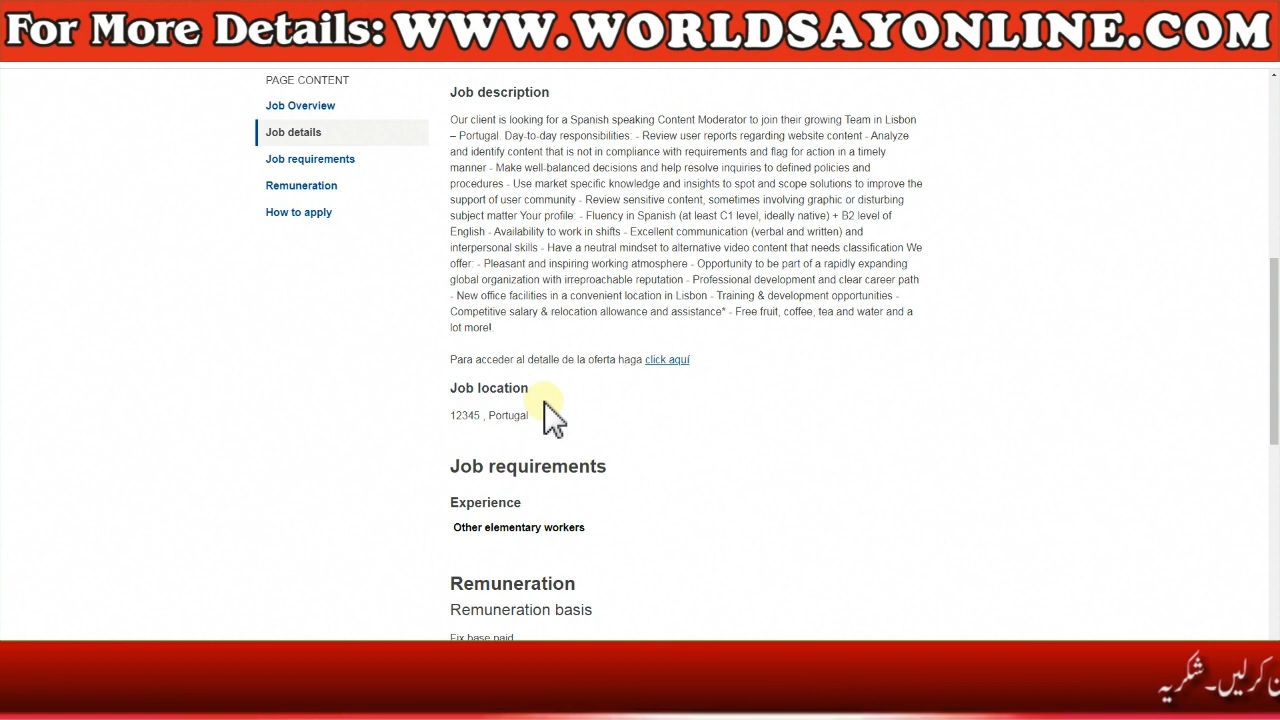 For More Details: WWW.WORLDSAYONLINE.COM
PAGE CONTENT
Job Overview
Job details
Job requirements
Remuneration
How to apply
Job description
Our client is looking for a Spanish speaking Content Moderator to join their growing Team in Lisbon
– Portugal. Day-to-day responsibilities: - Review user reports regarding website content - Analyze
and identify content that is not in compliance with requirements and flag for action in a timely
manner - Make well-balanced decisions and help resolve inquiries to defined policies and
procedures - Use market specific knowledge and insights to spot and scope solutions to improve the
support of user community - Review sensitive content, sometimes involving graphic or disturbing
subject matter Your profile: - Fluency in Spanish (at least C1 level, ideally native) + B2 level of
English - Availability to work in shifts - Excellent communication (verbal and written) and
interpersonal skills - Have a neutral mindset to alternative video content that needs classification We
offer: - Pleasant and inspiring working atmosphere - Opportunity to be part of a rapidly expanding
global organization with irreproachable reputation - Professional development and clear career path
- New office facilities in a convenient location in Lisbon - Training & development opportunities -
Competitive salary & relocation allowance and assistance* - Free fruit, coffee, tea and water and a
lot more!
Para acceder al detalle de la oferta haga click aquí
Job location
12345 , Portugal
Job requirements
Experience
Other elementary workers
Remuneration
Remuneration basis
Fix base paid
کرلیں۔شکریہ